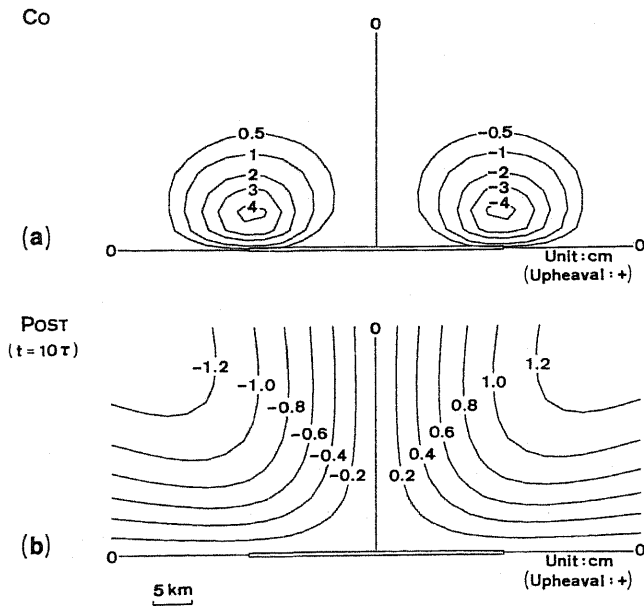 Co
0
0.5
1
2
3
4
-0.5
-1
-2
-3
-4
(a)
0
0
Unit:cm
(Upheaval:+)
POST
(t=10τ)
0
-1.2
-1.0
-0.8
-0.6
-0.4
-0.2
1.2
1.0
0.8
0.6
0.4
0.2
(b)
0
0
Unit:cm
(Upheaval:+)
5 km